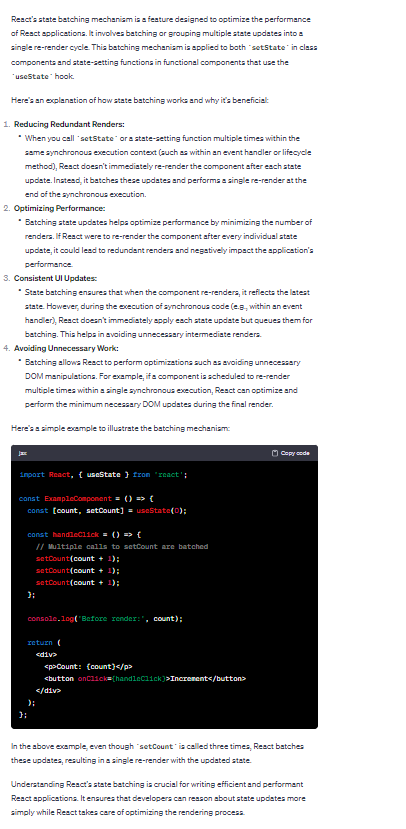 React's state batching mechanism is a feature designed to optimize the performance
of React applications. It involves batching or grouping multiple state updates into a
single re-render cycle. This batching mechanism is applied to both `setState` in class
components and state-setting functions in functional components that use the
`useState` hook.
Here's an explanation of how state batching works and why it's beneficial:
1. Reducing Redundant Renders:
• When you call `setState` or a state-setting function multiple times within the
same synchronous execution context (such as within an event handler or lifecycle
method), React doesn't immediately re-render the component after each state
update. Instead, it batches these updates and performs a single re-render at the
end of the synchronous execution.
2. Optimizing Performance:
• Batching state updates helps optimize performance by minimizing the number of
renders. If React were to re-render the component after every individual state
update, it could lead to redundant renders and negatively impact the application's
performance.
3. Consistent UI Updates:
• State batching ensures that when the component re-renders, it reflects the latest
state. However, during the execution of synchronous code (e.g., within an event
handler), React doesn't immediately apply each state update but queues them for
batching. This helps in avoiding unnecessary intermediate renders.
4. Avoiding Unnecessary Work:
• Batching allows React to perform optimizations such as avoiding unnecessary
DOM manipulations. For example, if a component is scheduled to re-render
multiple times within a single synchronous execution, React can optimize and
perform the minimum necessary DOM updates during the final render.
Here's a simple example to illustrate the batching mechanism:
jsx Copy code
import React, { useState } from 'react';
const ExampleComponent = () => {
const [count, setCount] = useState(0);
const handleClick = () => {
// Multiple calls to setCount are batched
setCount(count + 1);
setCount(count + 1);
setCount(count + 1);
};
console.log('Before render:', count);
return (
<div>
<p>Count: {count}</p>
<button onClick={handleClick}>Increment</button>
</div>
);
};
In the above example, even though `setCount` is called three times, React batches
these updates, resulting in a single re-render with the updated state.
Understanding React's state batching is crucial for writing efficient and performant
React applications. It ensures that developers can reason about state updates more
simply while React takes care of optimizing the rendering process.